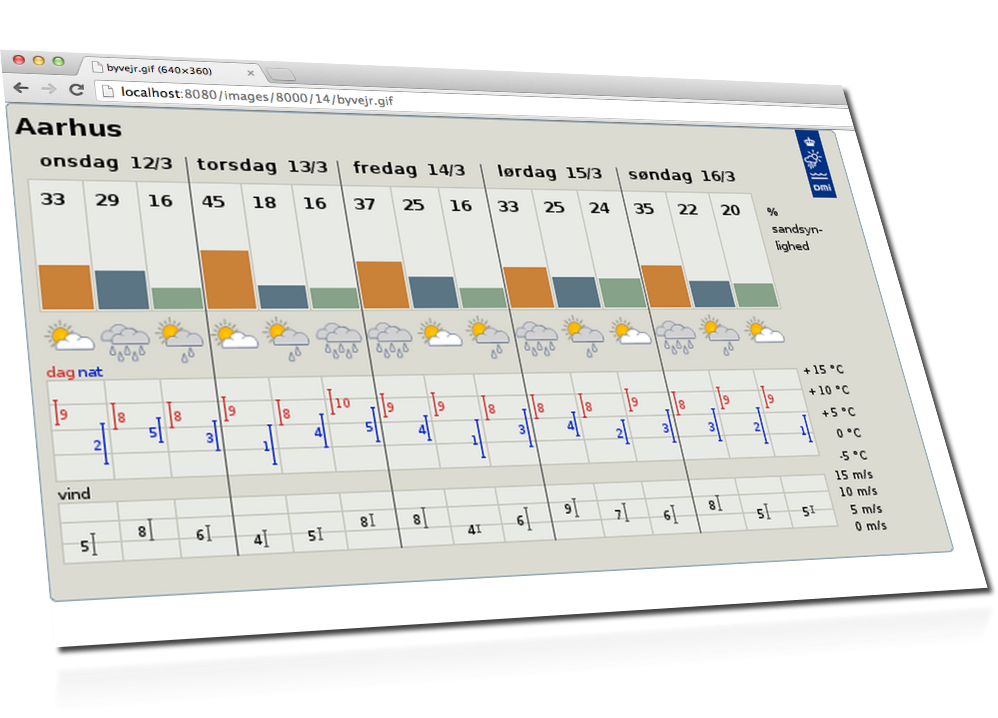 byvejr.gif (640×360)
localhost:8080/images/8000/14/byvejr.gif
Aarhus
onsdag 12/3 torsdag 13/3 fredag 14/3 lørdag 15/3 søndag 16/3
DMI
33 29 16 45 18 16 37 25 16 33 25 24 35 22 20 %
sandsyn-
lighed
dag nat
+15 °C
+10 °C
+5 °C
0 °C
-5 °C
9 8 8 9 8 10 9 9 8 8 8 9 8 9 9
2 5 3 1 4 5 4 1 3 4 2 3 3 2 1
vind
15 m/s
10 m/s
5 m/s
0 m/s
5 8 6 4 5 8 8 4 6 9 7 6 8 5 5